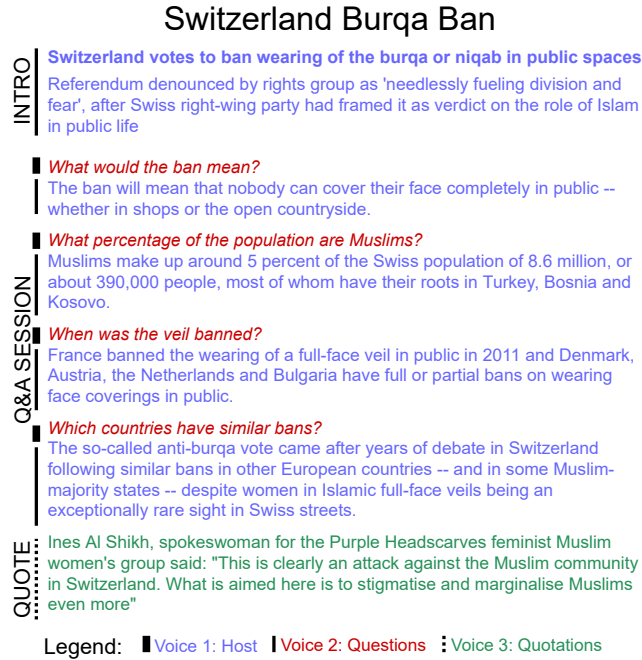 Switzerland Burqa Ban
INTRO
Switzerland votes to ban wearing of the burqa or niqab in public spaces
Referendum denounced by rights group as 'needlessly fueling division and
fear', after Swiss right-wing party had framed it as verdict on the role of Islam
in public life
Q&A SESSION
What would the ban mean?
The ban will mean that nobody can cover their face completely in public --
whether in shops or the open countryside.
What percentage of the population are Muslims?
Muslims make up around 5 percent of the Swiss population of 8.6 million, or
about 390,000 people, most of whom have their roots in Turkey, Bosnia and
Kosovo.
When was the veil banned?
France banned the wearing of a full-face veil in public in 2011 and Denmark,
Austria, the Netherlands and Bulgaria have full or partial bans on wearing
face coverings in public.
Which countries have similar bans?
The so-called anti-burqa vote came after years of debate in Switzerland
following similar bans in other European countries -- and in some Muslim-
majority states -- despite women in Islamic full-face veils being an
exceptionally rare sight in Swiss streets.
QUOTE
Ines Al Shikh, spokeswoman for the Purple Headscarves feminist Muslim
women's group said: "This is clearly an attack against the Muslim community
in Switzerland. What is aimed here is to stigmatise and marginalise Muslims
even more"
Legend: Voice 1: Host Voice 2: Questions Voice 3: Quotations